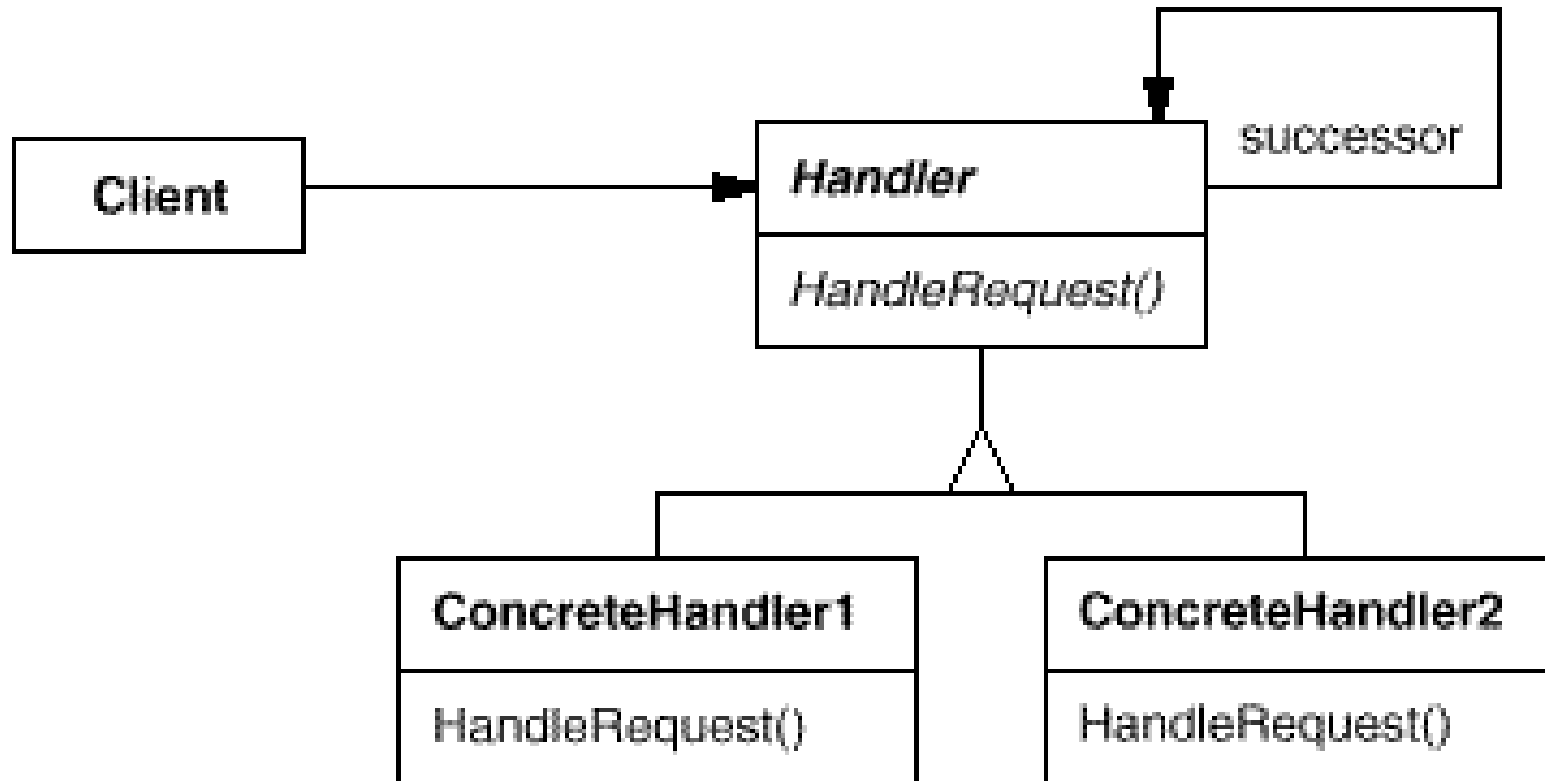 successor
Client
Handler
HandleRequest()
ConcreteHandler1
ConcreteHandler2
HandleRequest()
HandleRequest()